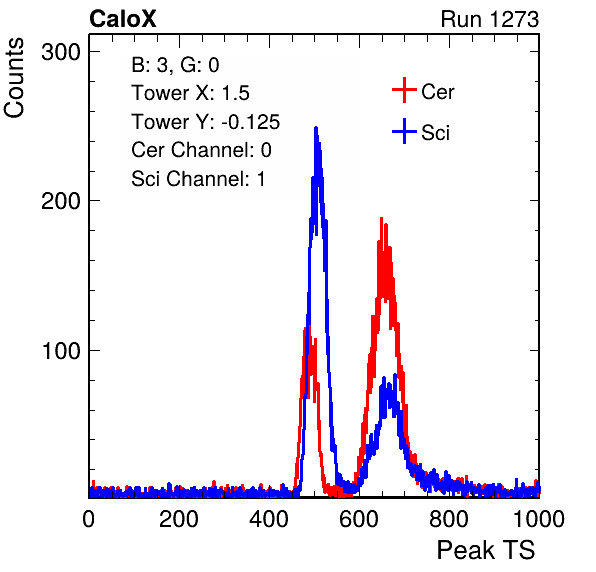 CaloX Run 1273
Counts
300
200
100
B: 3, G: 0
Tower X: 1.5
Tower Y: -0.125
Cer Channel: 0
Sci Channel: 1
Cer
Sci
0 200 400 600 800 1000
Peak TS